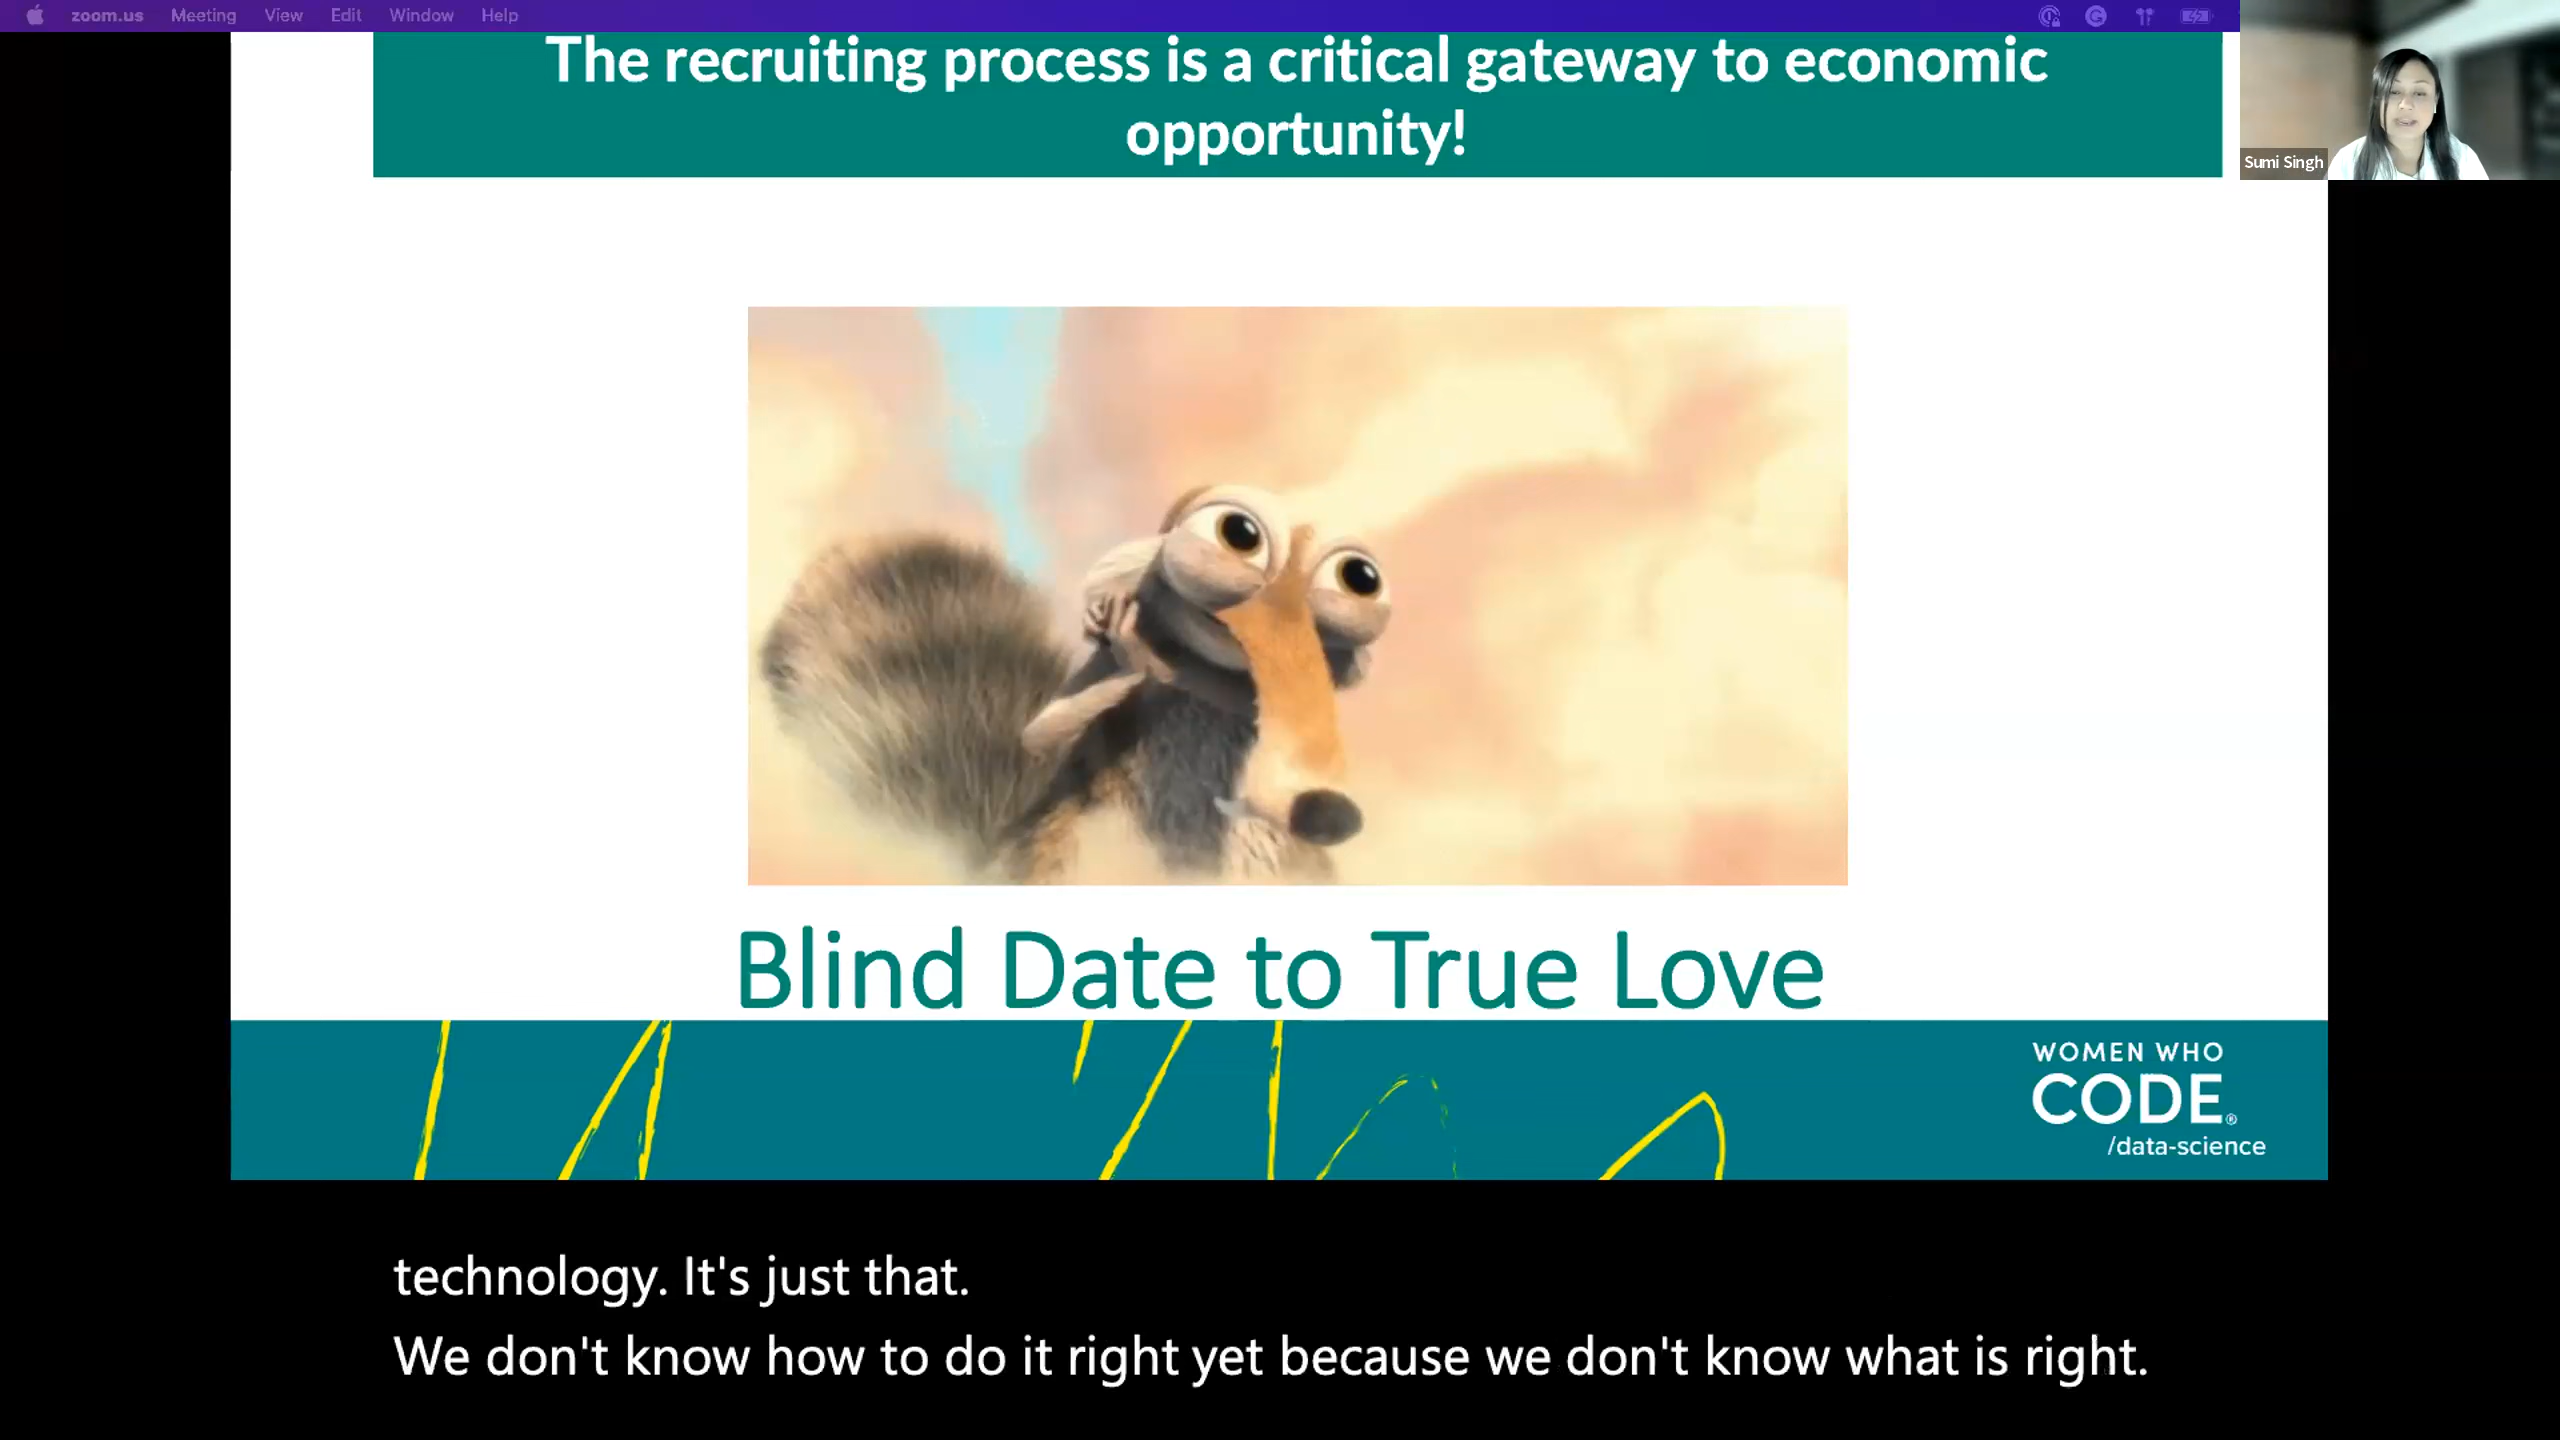 zoom.us Meeting View Edit Window Help
The recruiting process is a critical gateway to economic
opportunity!
Sumi Singh
Blind Date to True Love
WOMEN WHO
CODE®
/data-science
technology. It's just that.
We don't know how to do it right yet because we don't know what is right.